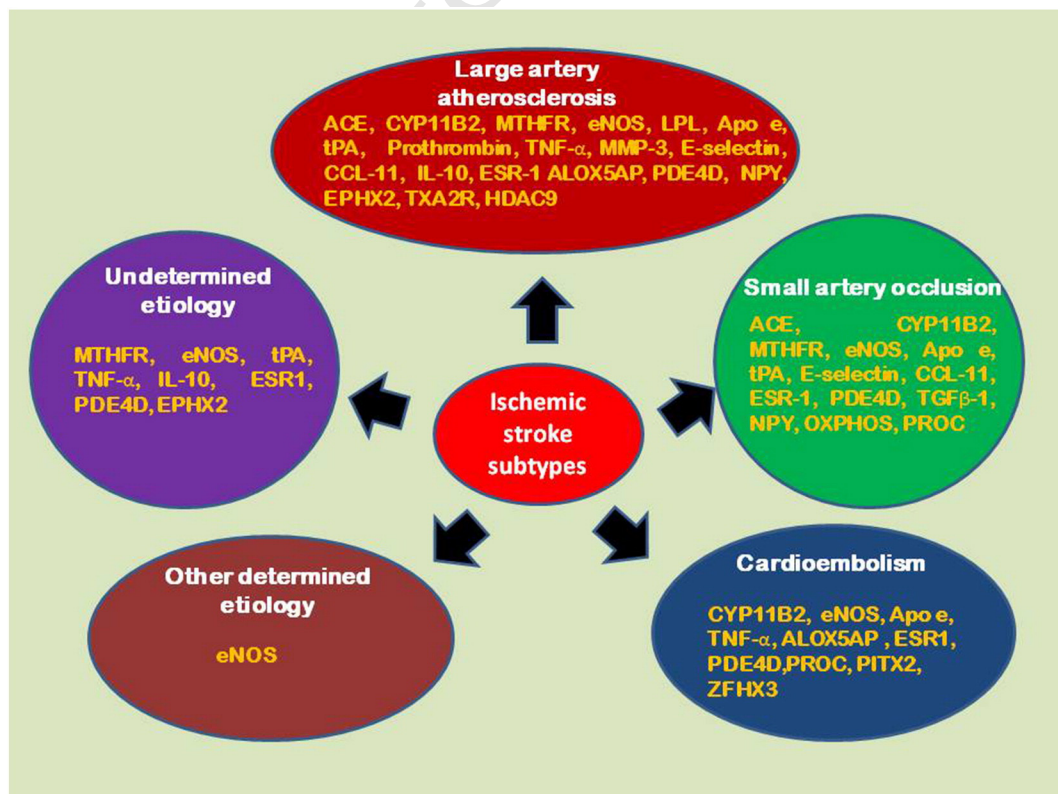 Large artery
atherosclerosis
ACE, CYP11B2, MTHFR, eNOS, LPL, Apo e,
tPA, Prothrombin, TNF-α, MMP-3, E-selectin,
CCL-11, IL-10, ESR-1 ALOX5AP, PDE4D, NPY,
EPHX2, TXA2R, HDAC9
Undetermined
etiology
MTHFR, eNOS, tPA,
TNF-α, IL-10, ESR1,
PDE4D, EPHX2
Small artery occlusion
ACE, CYP11B2,
MTHFR, eNOS, Apo e,
tPA, E-selectin, CCL-11,
ESR-1, PDE4D, TGFβ-1,
NPY, OXPHOS, PROC
Ischemic
stroke
subtypes
Other determined
etiology
eNOS
Cardioembolism
CYP11B2, eNOS, Apo e,
TNF-α, ALOX5AP , ESR1,
PDE4D,PROC, PITX2,
ZFHX3